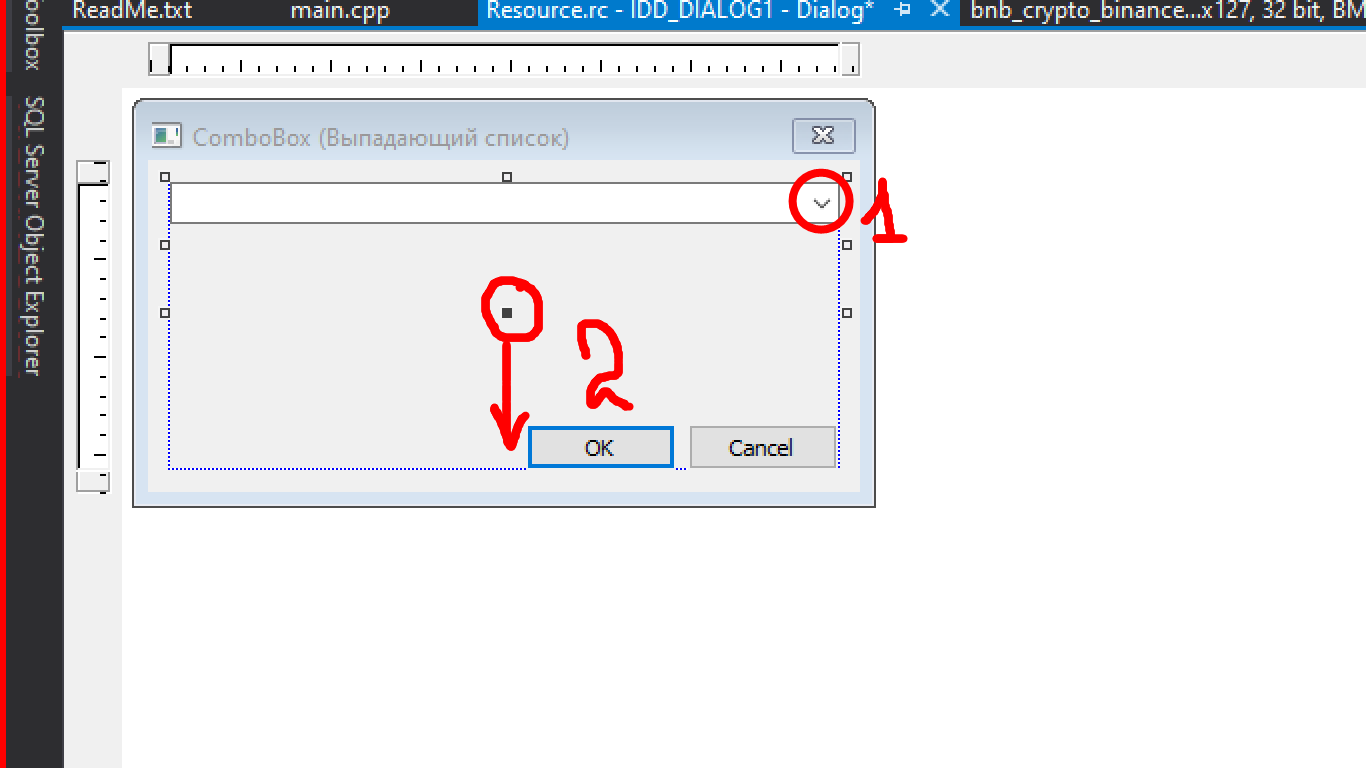 ReadMe.txt main.cpp Resource.rc - IDD_DIALOG1 - Dialog* bnb_crypto_binance...x127, 32 bit, BM
SQL Server Object Explorer
ComboBox (Выпадающий список)
1
2
OK Cancel